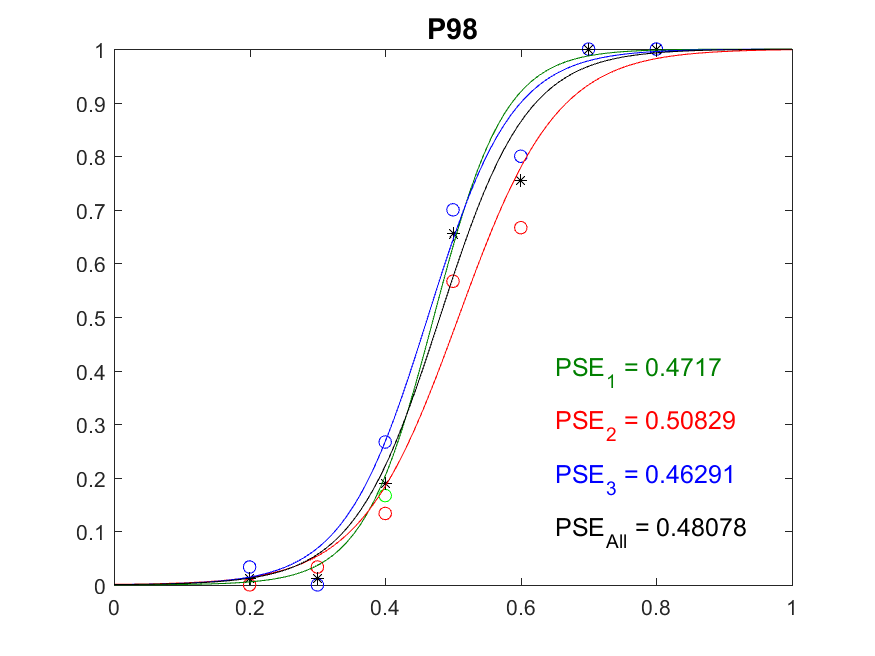 P98
1
0.9
0.8
0.7
0.6
0.5
0.4
0.3
0.2
0.1
0
PSE1 = 0.4717
PSE2 = 0.50829
PSE3 = 0.46291
PSEAll = 0.48078
0 0.2 0.4 0.6 0.8 1